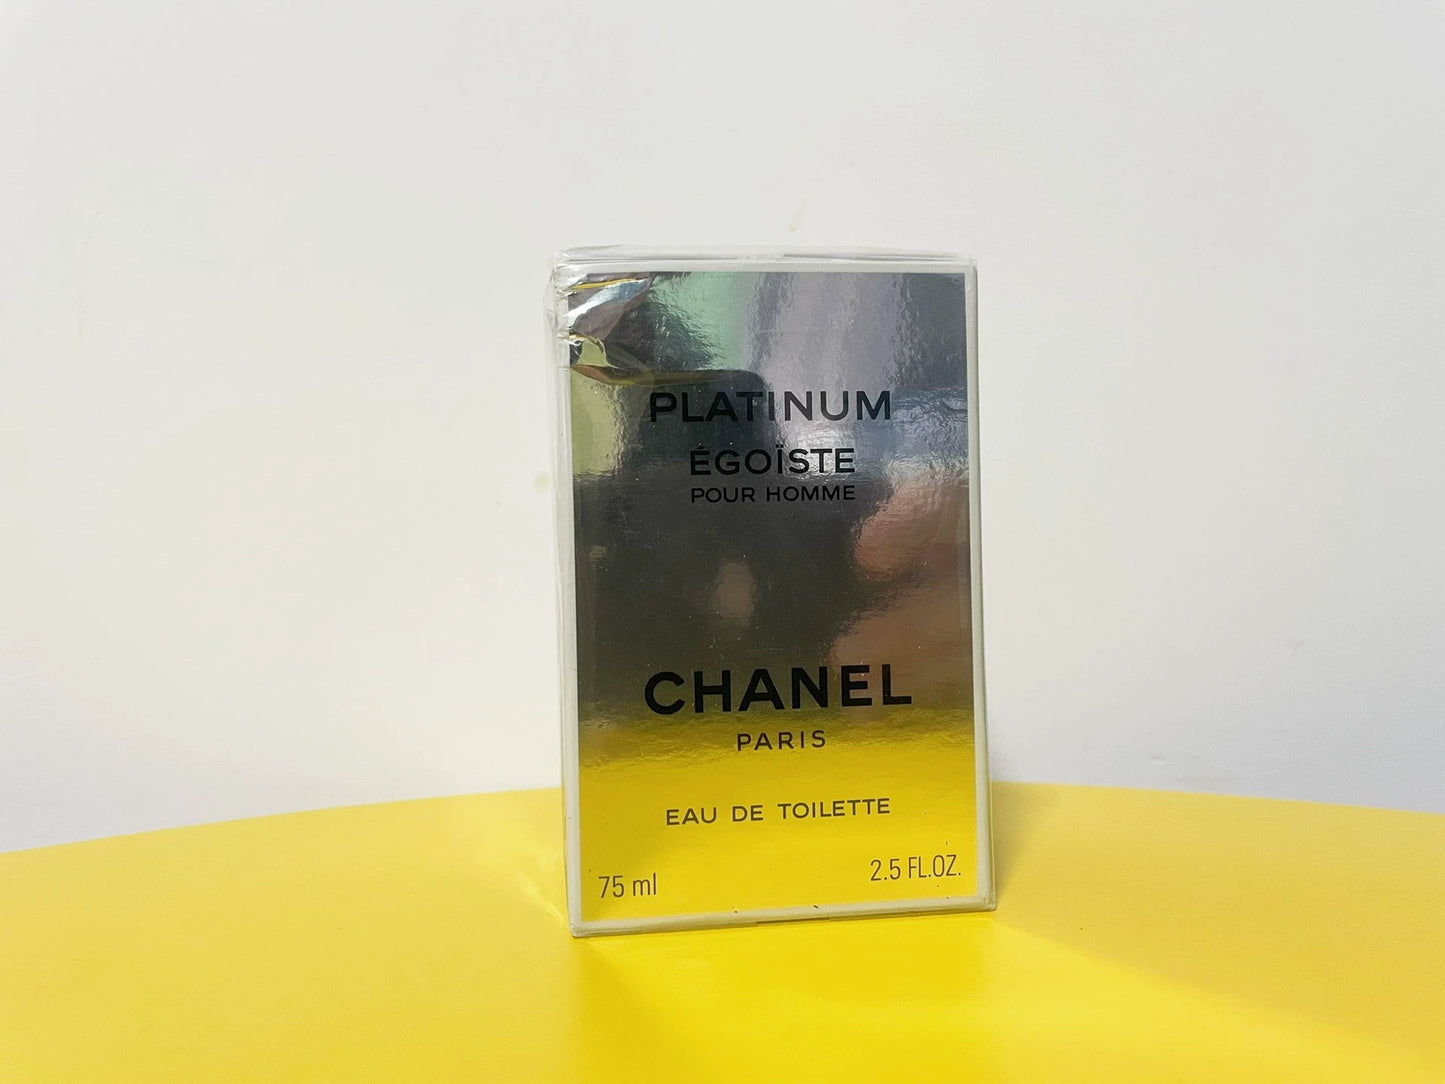 PLATINUM
ÉGOÏSTE
POUR HOMME
CHANEL
PARIS
EAU DE TOILETTE
75 ml
2.5 FL.OZ.